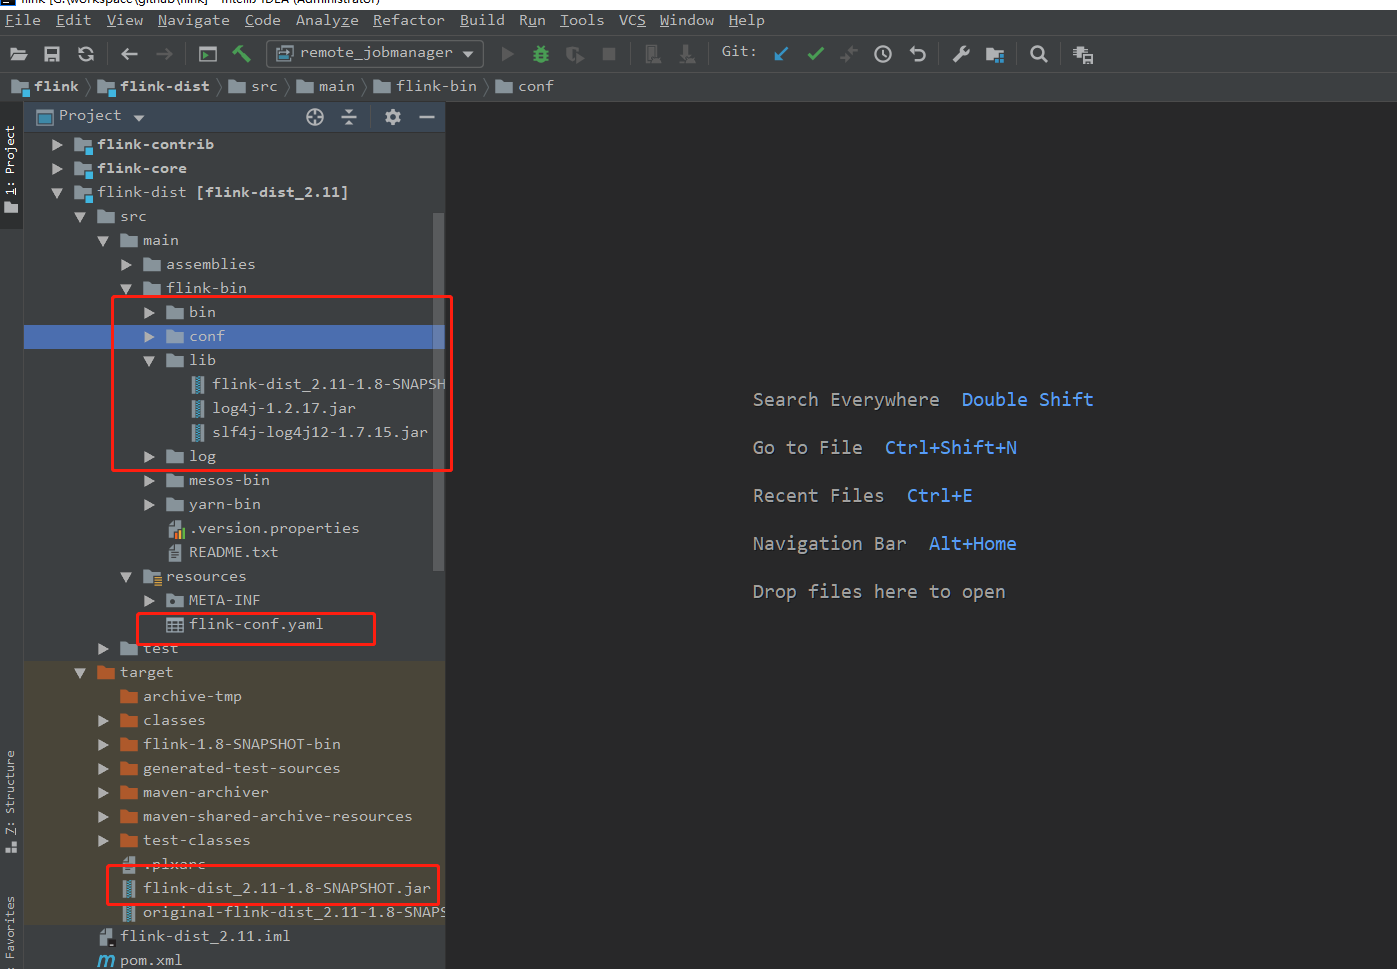 flink [G:\workspace\github\flink] - IntelliJ IDEA (Administrator)
File Edit View Navigate Code Analyze Refactor Build Run Tools VCS Window Help
remote_jobmanager Git:
flink flink-dist src main flink-bin conf
Project
1: Project
flink-contrib
flink-core
flink-dist [flink-dist_2.11]
src
main
assemblies
flink-bin
bin
conf
lib
flink-dist_2.11-1.8-SNAPSH
log4j-1.2.17.jar
slf4j-log4j12-1.7.15.jar
log
mesos-bin
yarn-bin
.version.properties
README.txt
resources
META-INF
flink-conf.yaml
test
target
archive-tmp
classes
flink-1.8-SNAPSHOT-bin
generated-test-sources
maven-archiver
maven-shared-archive-resources
test-classes
.plxarc
flink-dist_2.11-1.8-SNAPSHOT.jar
original-flink-dist_2.11-1.8-SNAPS
flink-dist_2.11.iml
pom.xml
Z: Structure
Favorites
Search Everywhere Double Shift
Go to File Ctrl+Shift+N
Recent Files Ctrl+E
Navigation Bar Alt+Home
Drop files here to open